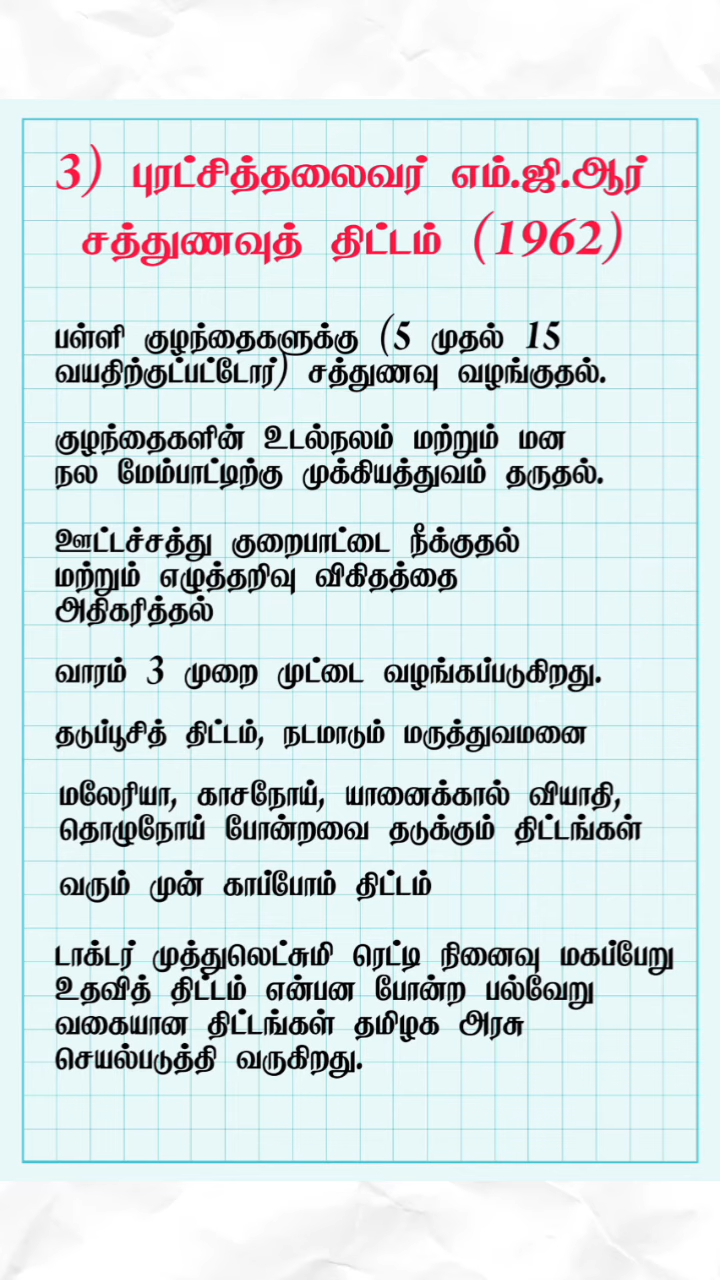 3) புரட்சித்தலைவர் எம்.ஜி.ஆர்
சத்துணவுத் திட்டம் (1962)
பள்ளி குழந்தைகளுக்கு (5 முதல் 15
வயதிற்குட்பட்டோர்) சத்துணவு வழங்குதல்.
குழந்தைகளின் உடல்நலம் மற்றும் மன
நல மேம்பாட்டிற்கு முக்கியத்துவம் தருதல்.
ஊட்டச்சத்து குறைபாட்டை நீக்குதல்
மற்றும் எழுத்தறிவு விகிதத்தை
அதிகரித்தல்
வாரம் 3 முறை முட்டை வழங்கப்படுகிறது.
தடுப்பூசித் திட்டம், நடமாடும் மருத்துவமனை
மலேரியா, காசநோய், யானைக்கால் வியாதி,
தொழுநோய் போன்றவை தடுக்கும் திட்டங்கள்
வரும் முன் காப்போம் திட்டம்
டாக்டர் முத்துலெட்சுமி ரெட்டி நினைவு மகப்பேறு
உதவித் திட்டம் என்பன போன்ற பல்வேறு
வகையான திட்டங்கள் தமிழக அரசு
செயல்படுத்தி வருகிறது.